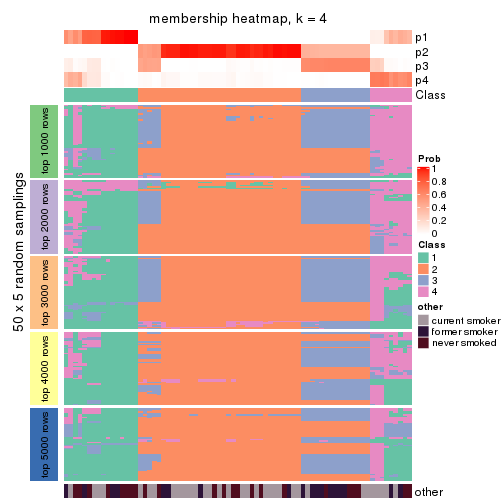 membership heatmap, k = 4
p1
p2
p3
p4
Class
50 x 5 random samplings
top 1000 rows
top 2000 rows
top 3000 rows
top 4000 rows
top 5000 rows
other
Prob
1
0.8
0.6
0.4
0.2
0
Class
1
2
3
4
other
current smoker
former smoker
never smoked